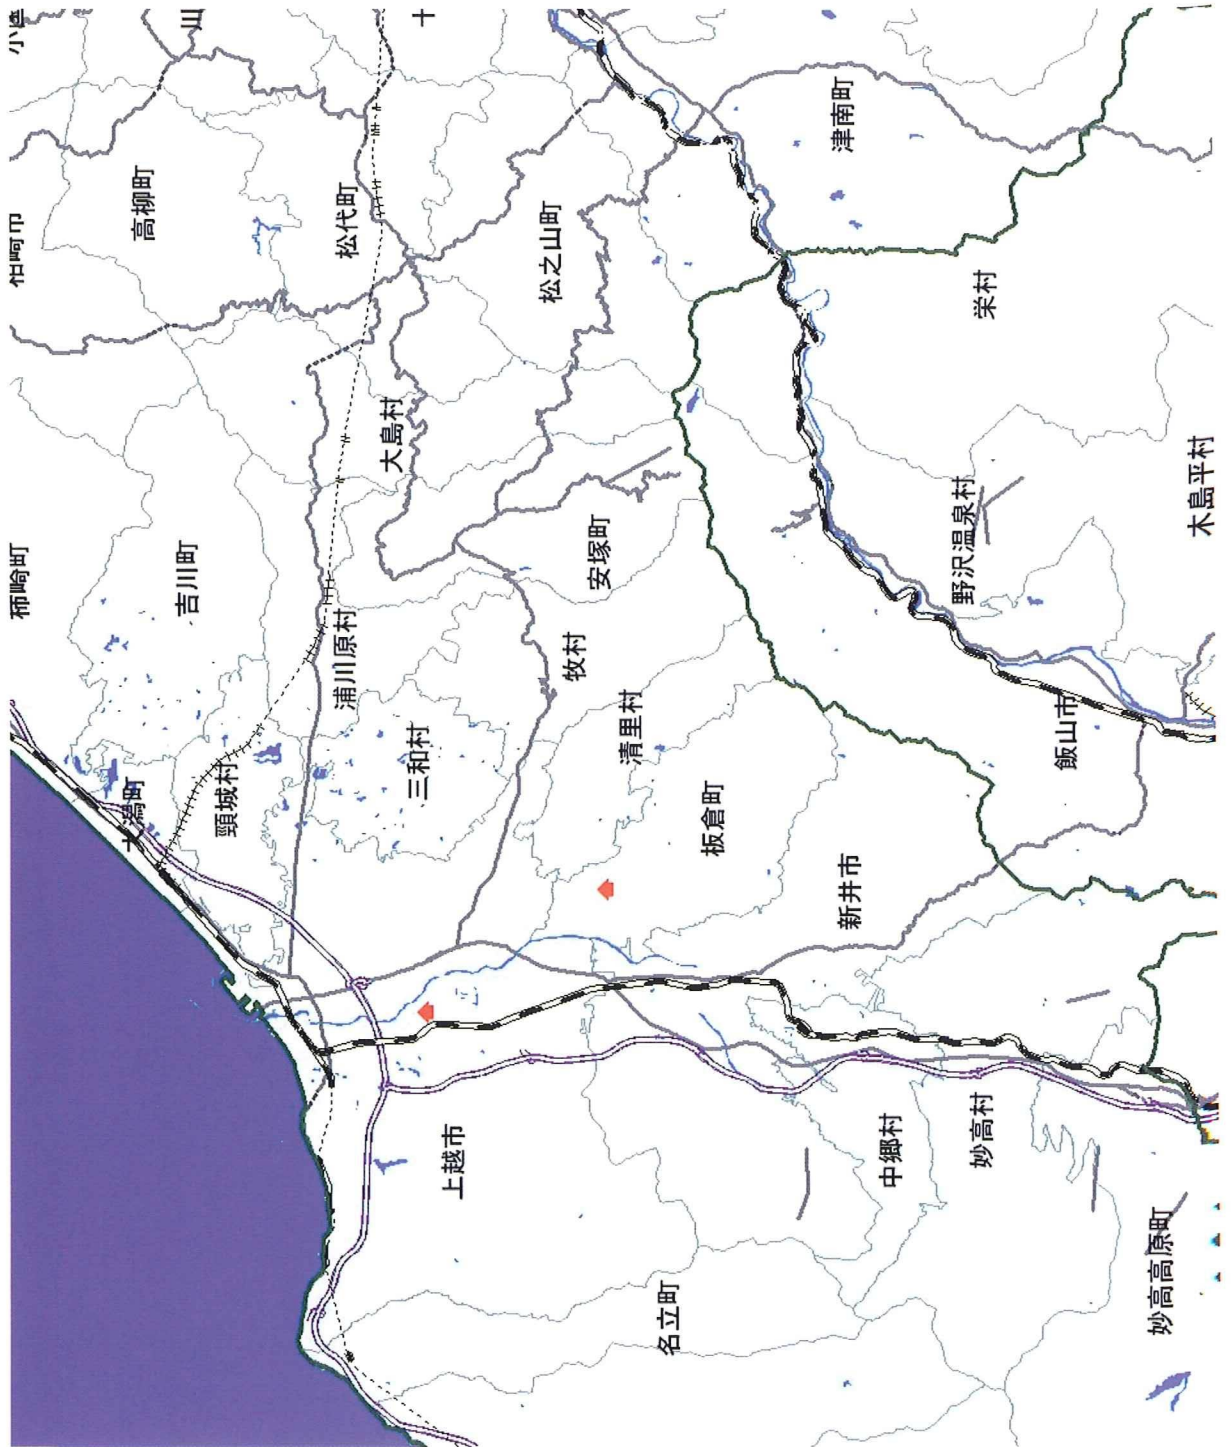 高柳町
松代町
松之山町
津南町
栄村
大島村
柿崎町
吉川町
浦川原村
安塚町
野沢温泉村
木島平村
牧村
三和村
清里村
頸城村
板倉町
飯山市
新井市
上越市
中郷村
妙高村
名立町
妙高高原町